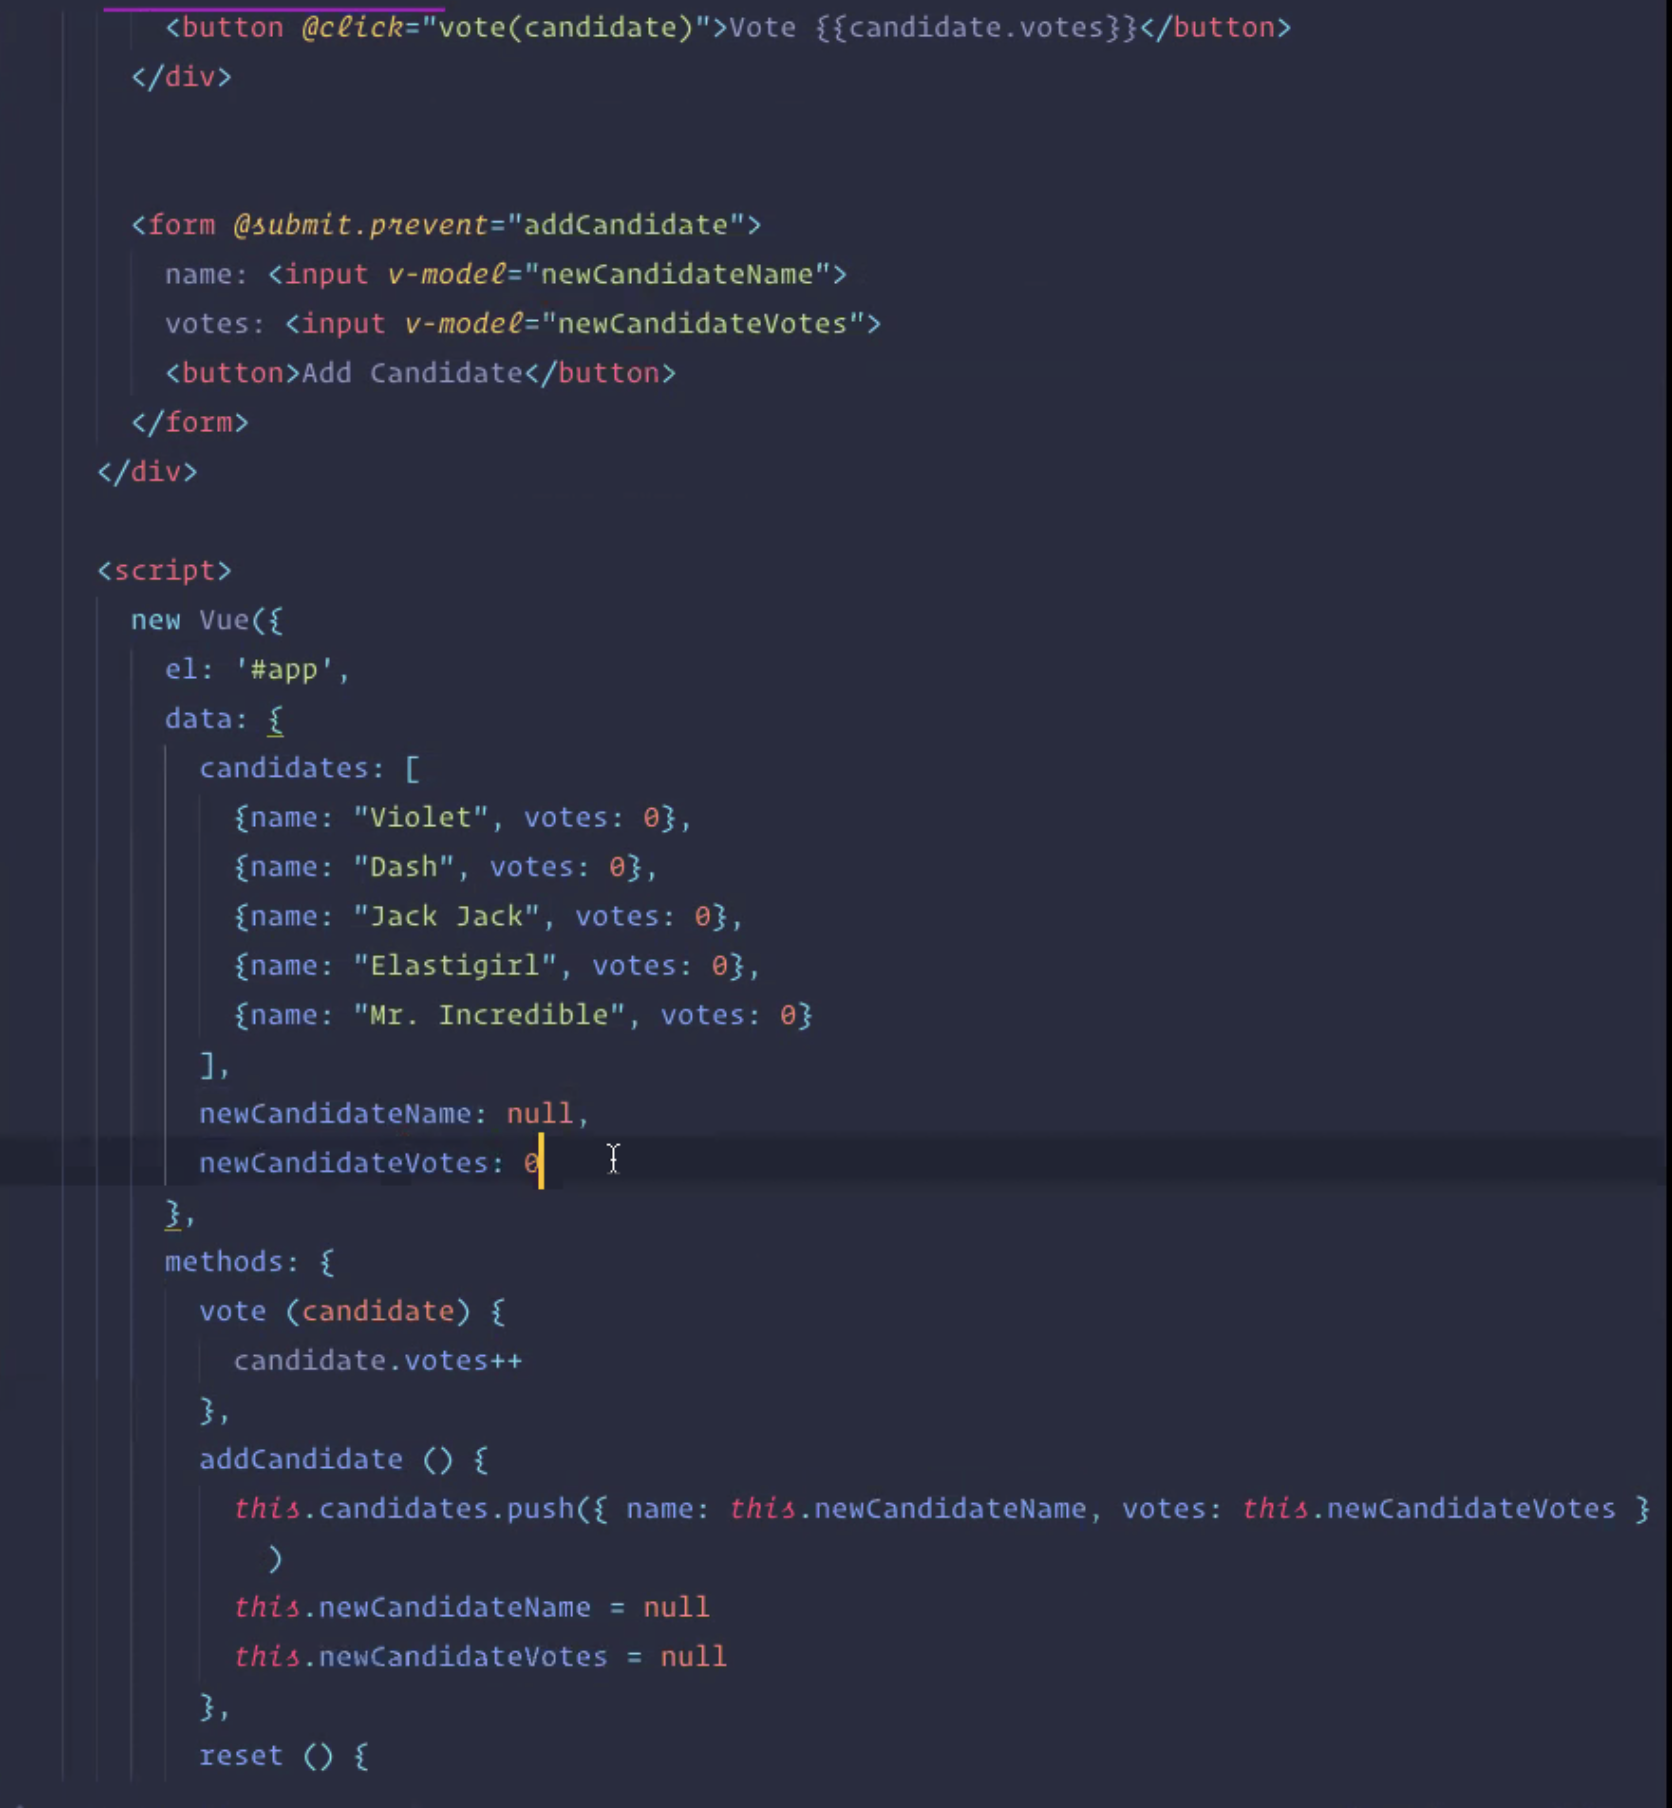 <button @click="vote(candidate)">Vote {{candidate.votes}}</button>
</div>
<form @submit.prevent="addCandidate">
name: <input v-model="newCandidateName">
votes: <input v-model="newCandidateVotes">
<button>Add Candidate</button>
</form>
</div>
<script>
new Vue({
el: '#app',
data: {
candidates: [
{name: "Violet", votes: 0},
{name: "Dash", votes: 0},
{name: "Jack Jack", votes: 0},
{name: "Elastigirl", votes: 0},
{name: "Mr. Incredible", votes: 0}
],
newCandidateName: null,
newCandidateVotes: 0
},
methods: {
vote (candidate) {
candidate.votes++
},
addCandidate () {
this.candidates.push({ name: this.newCandidateName, votes: this.newCandidateVotes }
)
this.newCandidateName = null
this.newCandidateVotes = null
},
reset () {